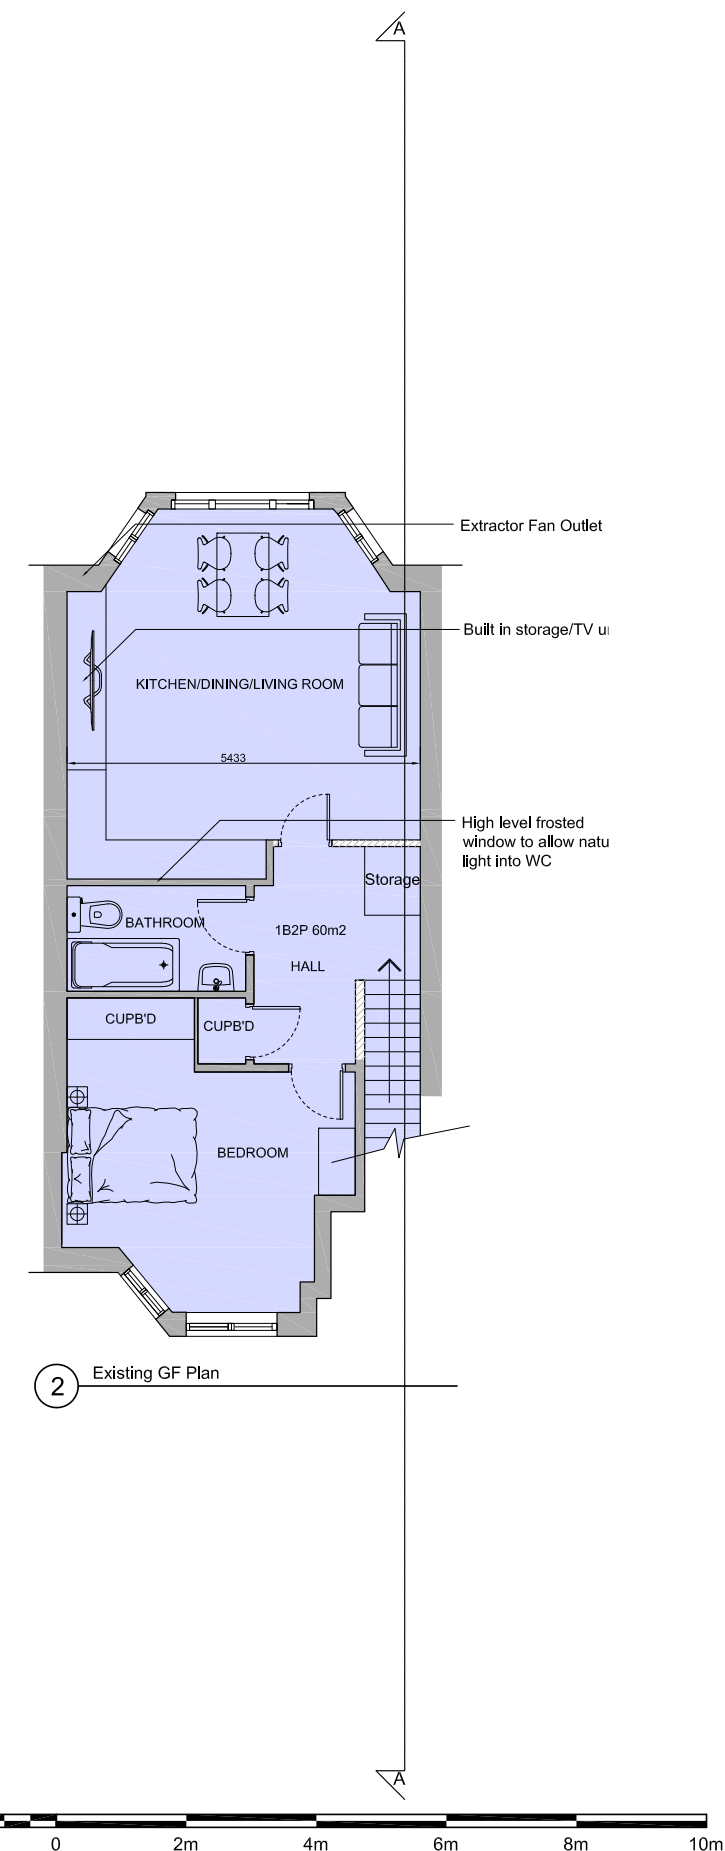 A
Extractor Fan Outlet
Built in storage/TV
KITCHEN/DINING/LIVING ROOM
5433
High level frosted
window to allow natu
light into WC
Storage
BATHROOM
1B2P 60m2
HALL
CUPB'D
CUPB'D
BEDROOM
2
Existing GF Plan
A
0
2m
4m
6m
8m
10m